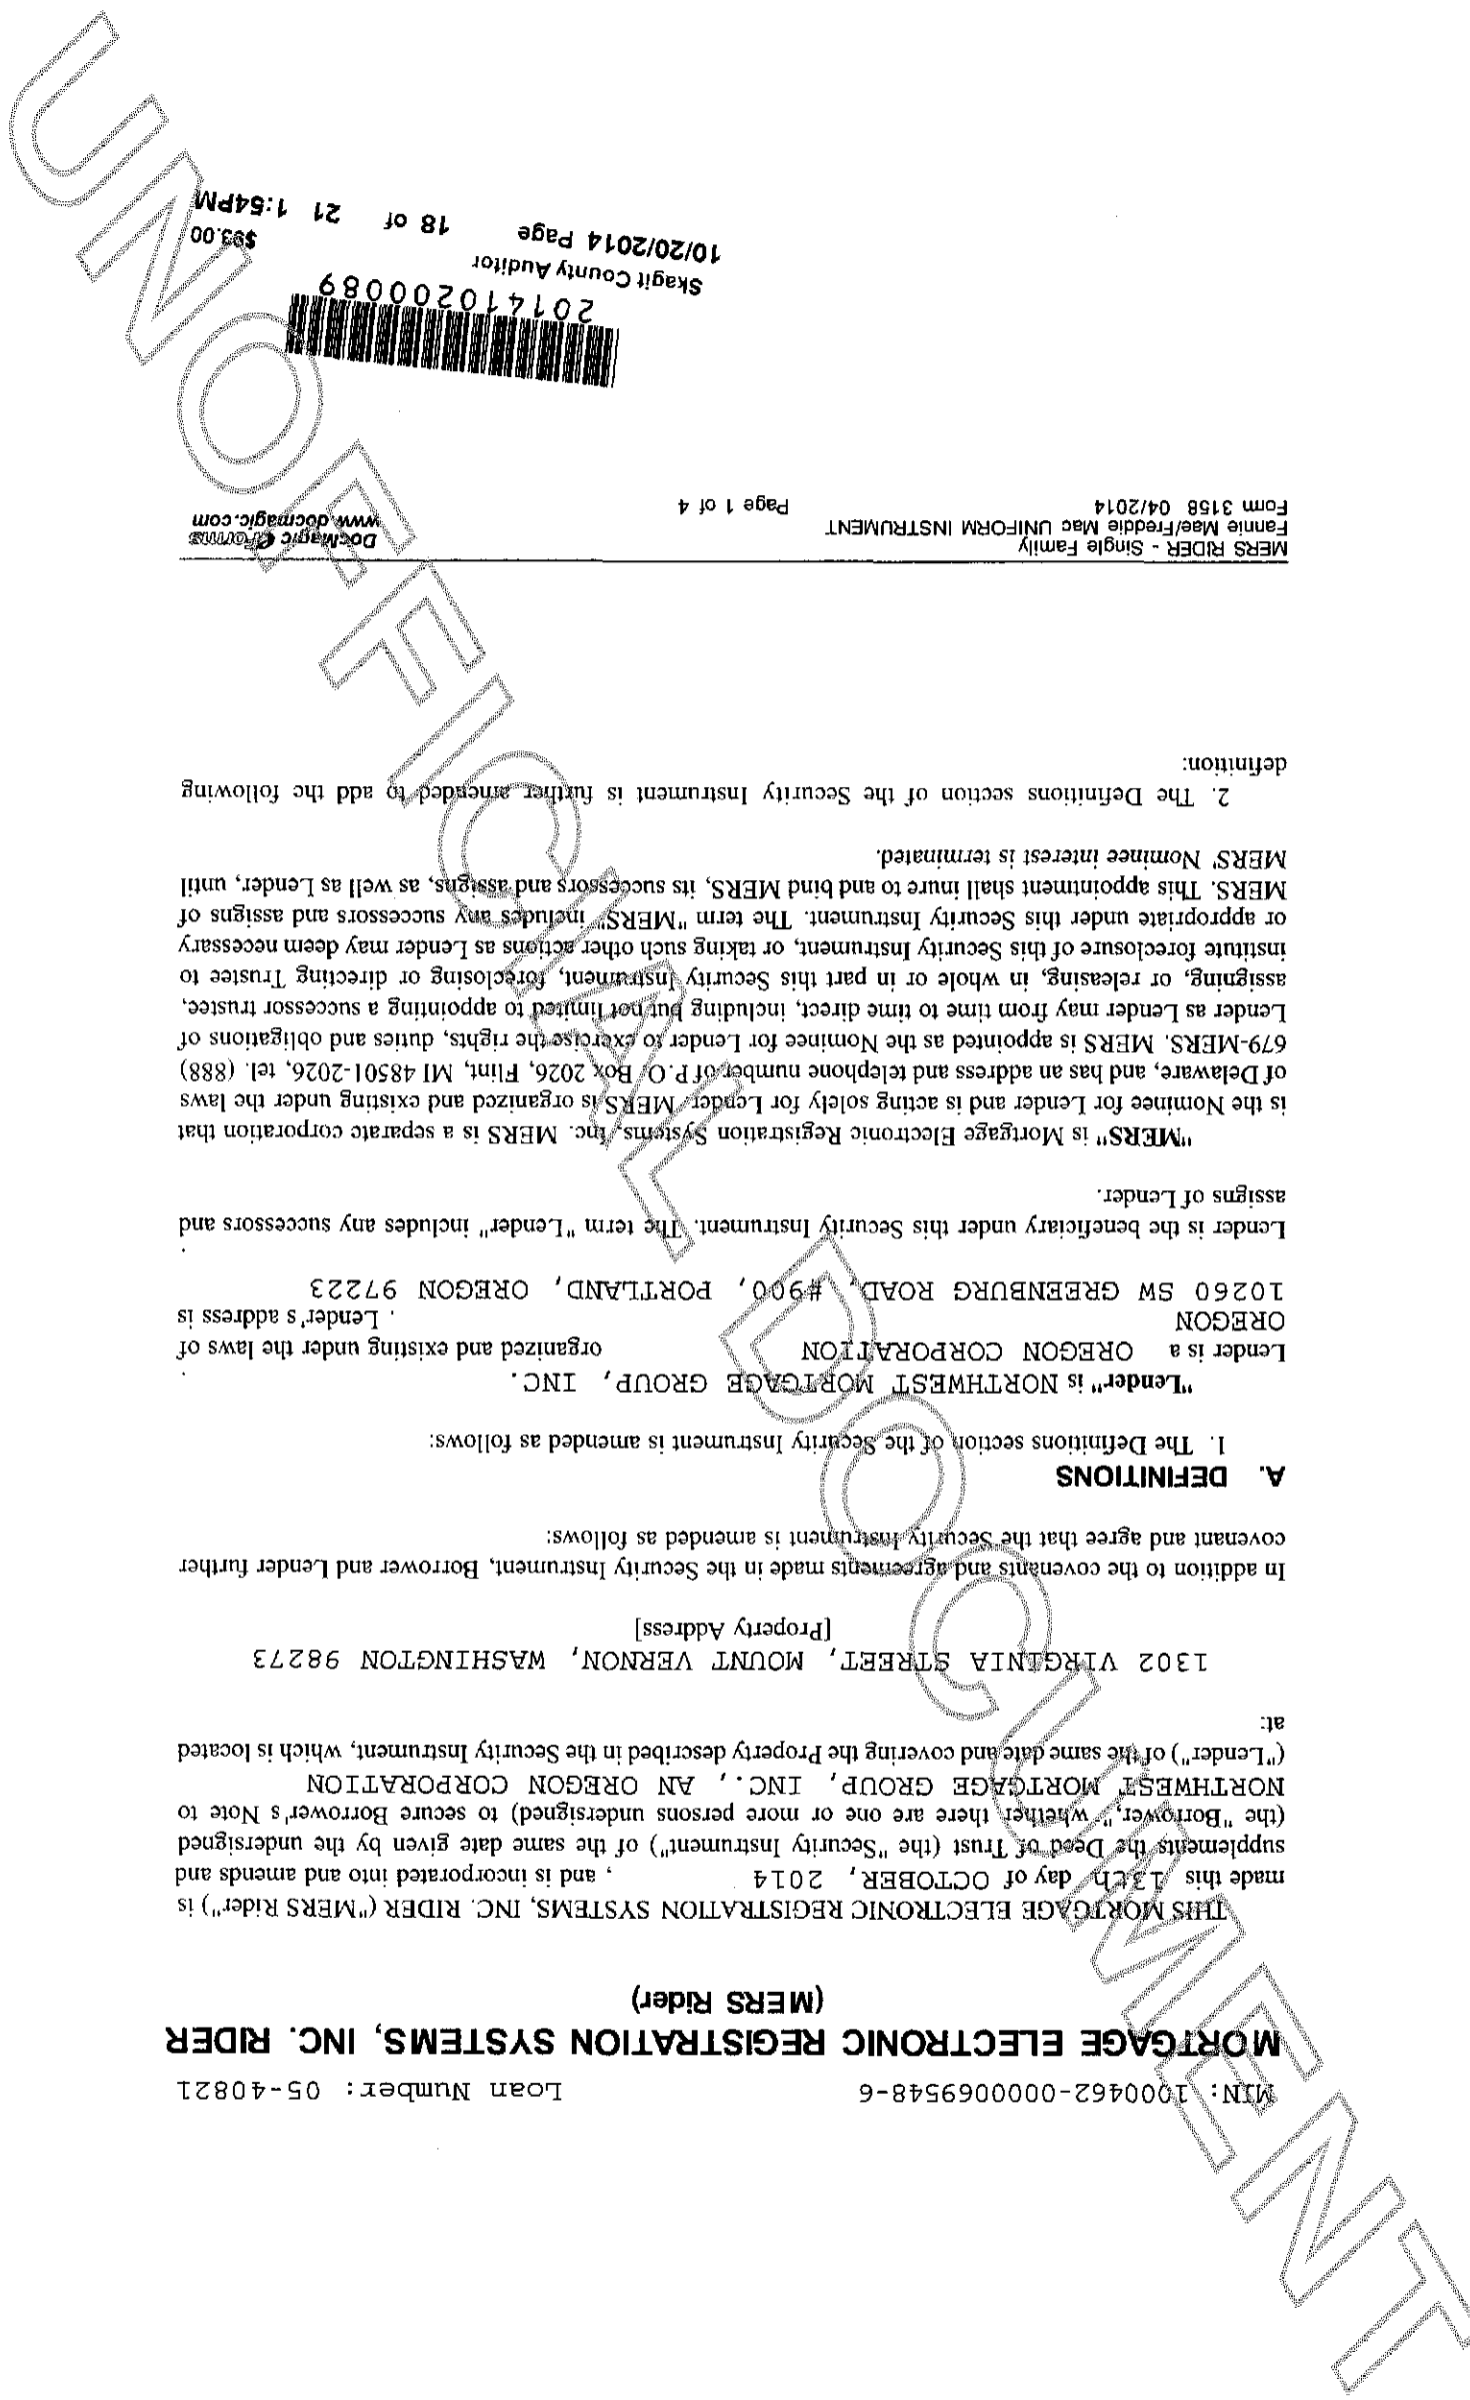 MIN: 1000462-0000069548-6 Loan Number: 05-40821
MORTGAGE ELECTRONIC REGISTRATION SYSTEMS, INC. RIDER
(MERS Rider)
THIS MORTGAGE ELECTRONIC REGISTRATION SYSTEMS, INC. RIDER ("MERS Rider") is
made this 13th day of OCTOBER, 2014 , and is incorporated into and amends and
supplements the Deed of Trust (the "Security Instrument") of the same date given by the undersigned
(the "Borrower," whether there are one or more persons undersigned) to secure Borrower's Note to
NORTHWEST MORTGAGE GROUP, INC., AN OREGON CORPORATION
("Lender") of the same date and covering the Property described in the Security Instrument, which is located
at:
1302 VIRGINIA STREET, MOUNT VERNON, WASHINGTON 98273
[Property Address]
In addition to the covenants and agreements made in the Security Instrument, Borrower and Lender further
covenant and agree that the Security Instrument is amended as follows:
A. DEFINITIONS
1. The Definitions section of the Security Instrument is amended as follows:
"Lender" is NORTHWEST MORTGAGE GROUP, INC. .
Lender is a OREGON CORPORATION organized and existing under the laws of
OREGON . Lender's address is
10260 SW GREENBURG ROAD, #900, PORTLAND, OREGON 97223
.
Lender is the beneficiary under this Security Instrument. The term "Lender" includes any successors and
assigns of Lender.
"MERS" is Mortgage Electronic Registration Systems, Inc. MERS is a separate corporation that
is the Nominee for Lender and is acting solely for Lender. MERS is organized and existing under the laws
of Delaware, and has an address and telephone number of P.O. Box 2026, Flint, MI 48501-2026, tel. (888)
679-MERS. MERS is appointed as the Nominee for Lender to exercise the rights, duties and obligations of
Lender as Lender may from time to time direct, including but not limited to appointing a successor trustee,
assigning, or releasing, in whole or in part this Security Instrument, foreclosing or directing Trustee to
institute foreclosure of this Security Instrument, or taking such other actions as Lender may deem necessary
or appropriate under this Security Instrument. The term "MERS" includes any successors and assigns of
MERS. This appointment shall inure to and bind MERS, its successors and assigns, as well as Lender, until
MERS' Nominee interest is terminated.
2. The Definitions section of the Security Instrument is further amended to add the following
definition:
MERS RIDER - Single Family
Fannie Mae/Freddie Mac UNIFORM INSTRUMENT
Form 3158 04/2014
Page 1 of 4
DocMagic eForms
www.docmagic.com
201410200089
Skagit County Auditor $93.00
10/20/2014 Page 18 of 21 1:54PM
UNOFFICIAL DOCUMENT